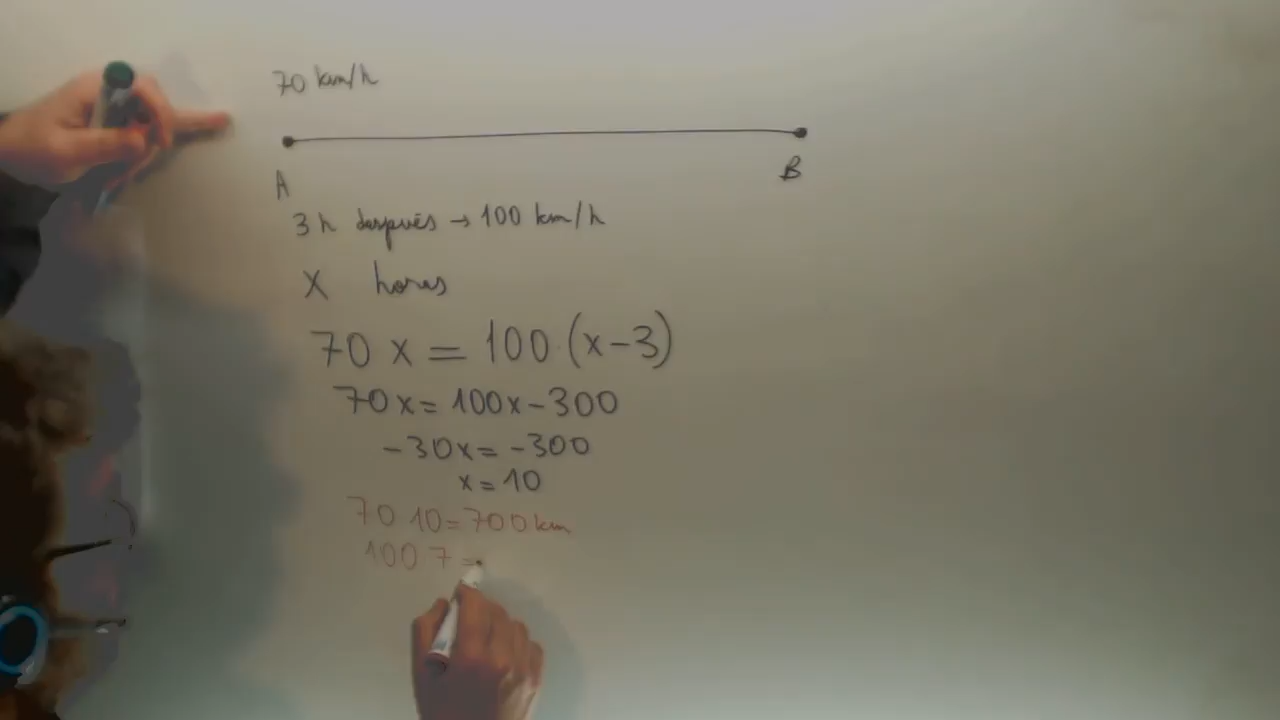 70 km/h
A B
3 h después → 100 km/h
X horas
70 x = 100 · (x-3)
70x = 100x - 300
-30x = -300
x = 10
70 10 = 700 km
100 7 =